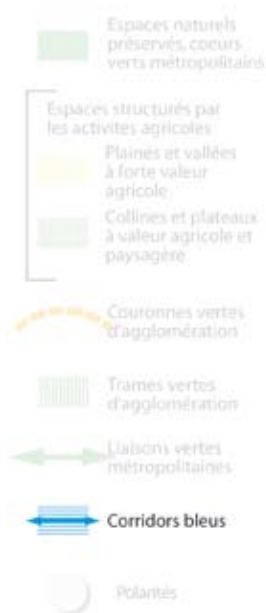 Espaces naturels
préservés, coeurs
verts métropolitains
Espaces structurés par
les activites agricoles
Plaines et vallées
à forte valeur
agricole
Collines et plateaux
à valeur agricole et
paysagère
Couronnes vertes
d'agglomération
Trames vertes
d'agglomération
Liaisons vertes
métropolitaines
Corridors bleus
Polarités